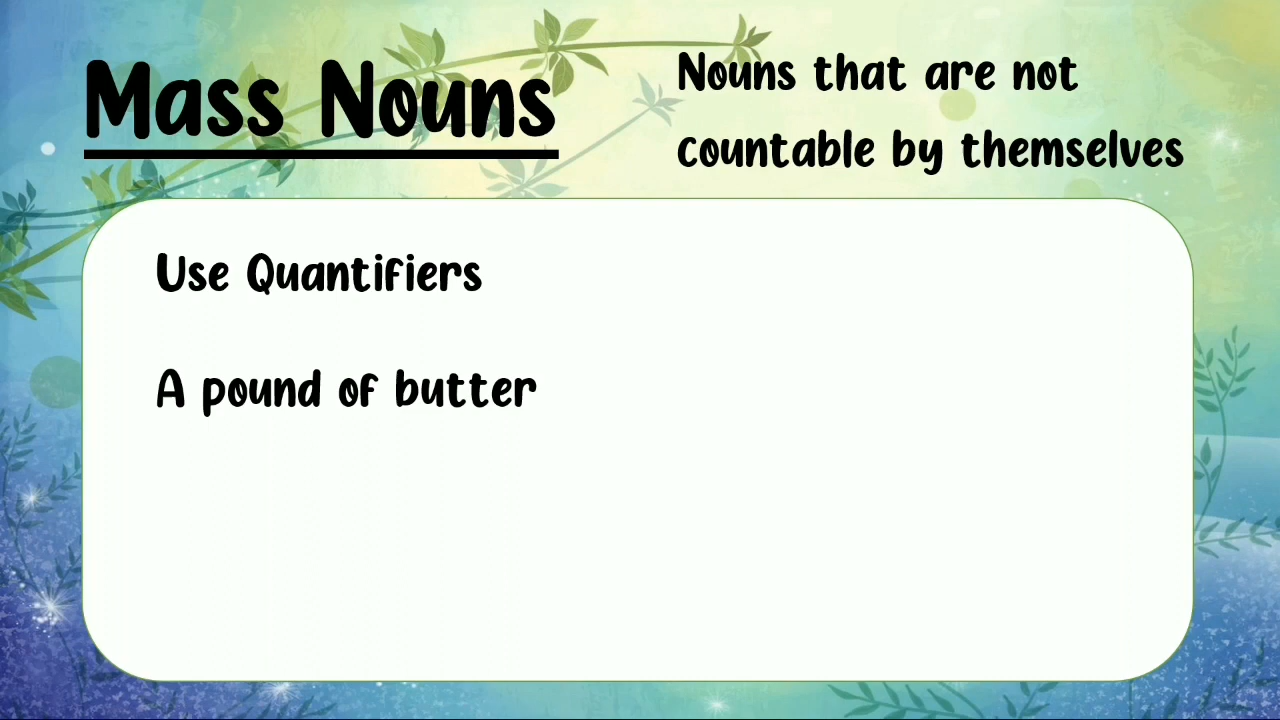 Mass Nouns
Nouns that are not
countable by themselves
Use Quantifiers
A pound of butter